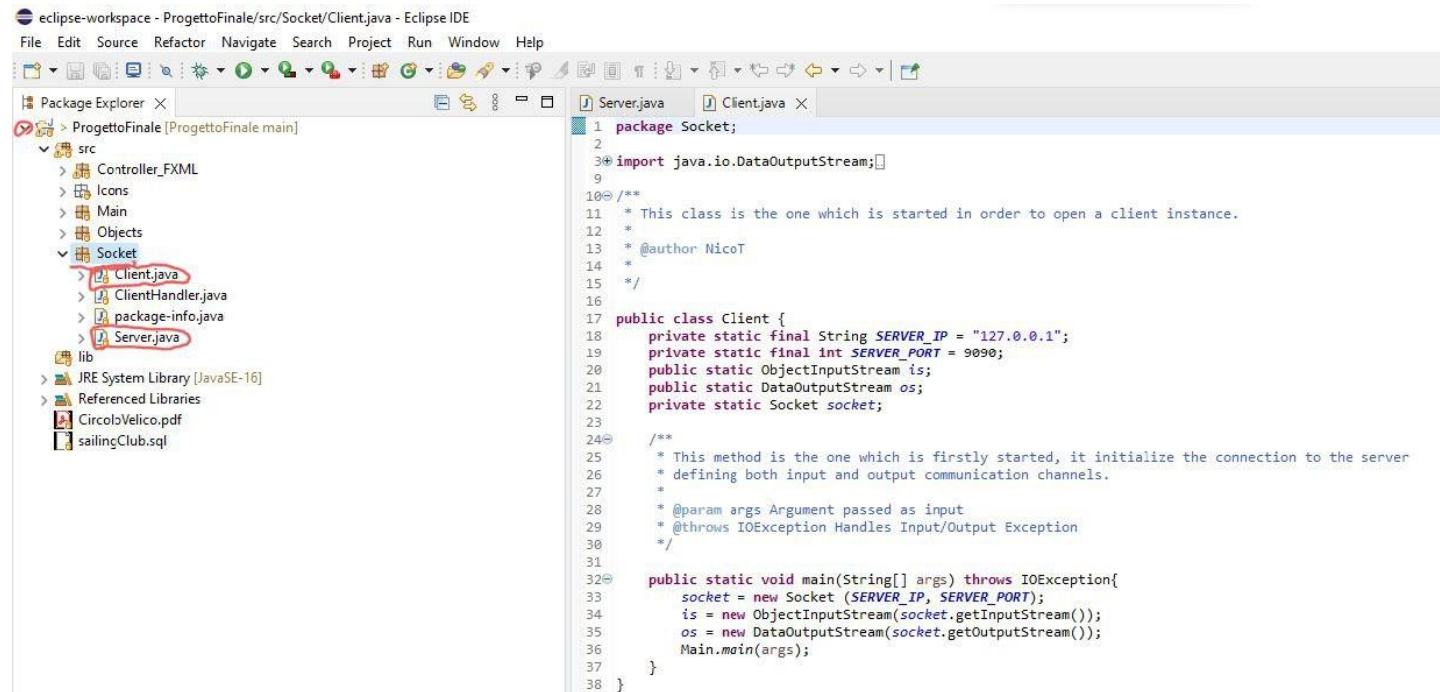 eclipse-workspace - ProgettoFinale/src/Socket/Client.java - Eclipse IDE
File Edit Source Refactor Navigate Search Project Run Window Help
Package Explorer
> ProgettoFinale [ProgettoFinale main]
src
Controller_FXML
Icons
Main
Objects
Socket
Client.java
ClientHandler.java
package-info.java
Server.java
lib
JRE System Library [JavaSE-16]
Referenced Libraries
CircoloVelico.pdf
sailingClub.sql
Server.java Client.java
1 package Socket;
2
3 import java.io.DataOutputStream;
9
10 /**
11 * This class is the one which is started in order to open a client instance.
12 *
13 * @author NicoT
14 *
15 */
16
17 public class Client {
18 private static final String SERVER_IP = "127.0.0.1";
19 private static final int SERVER_PORT = 9090;
20 public static ObjectInputStream is;
21 public static DataOutputStream os;
22 private static Socket socket;
23
24 /**
25 * This method is the one which is firstly started, it initialize the connection to the server
26 * defining both input and output communication channels.
27 *
28 * @param args Argument passed as input
29 * @throws IOException Handles Input/Output Exception
30 */
31
32 public static void main(String[] args) throws IOException{
33 socket = new Socket (SERVER_IP, SERVER_PORT);
34 is = new ObjectInputStream(socket.getInputStream());
35 os = new DataOutputStream(socket.getOutputStream());
36 Main.main(args);
37 }
38 }